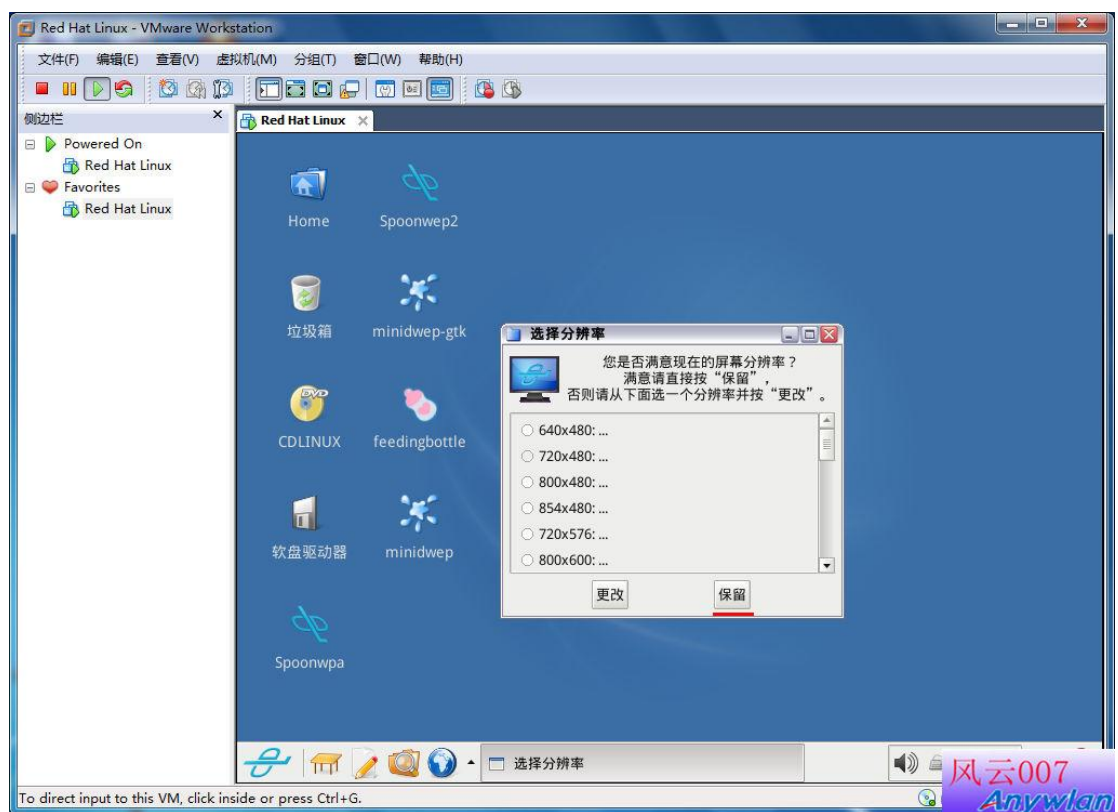 Red Hat Linux - VMware Workstation
文件(F) 编辑(E) 查看(V) 虚拟机(M) 分组(T) 窗口(W) 帮助(H)
侧边栏
Powered On
Red Hat Linux
Favorites
Red Hat Linux
Red Hat Linux
Home
Spoonwep2
垃圾箱
minidwep-gtk
CDLINUX
feedingbottle
软盘驱动器
minidwep
Spoonwpa
选择分辨率
您是否满意现在的屏幕分辨率？
满意请直接按“保留”，
否则请从下面选一个分辨率并按“更改”。
640x480: ...
720x480: ...
800x480: ...
854x480: ...
720x576: ...
800x600: ...
更改
保留
选择分辨率
To direct input to this VM, click inside or press Ctrl+G.
风云007
Anywlan